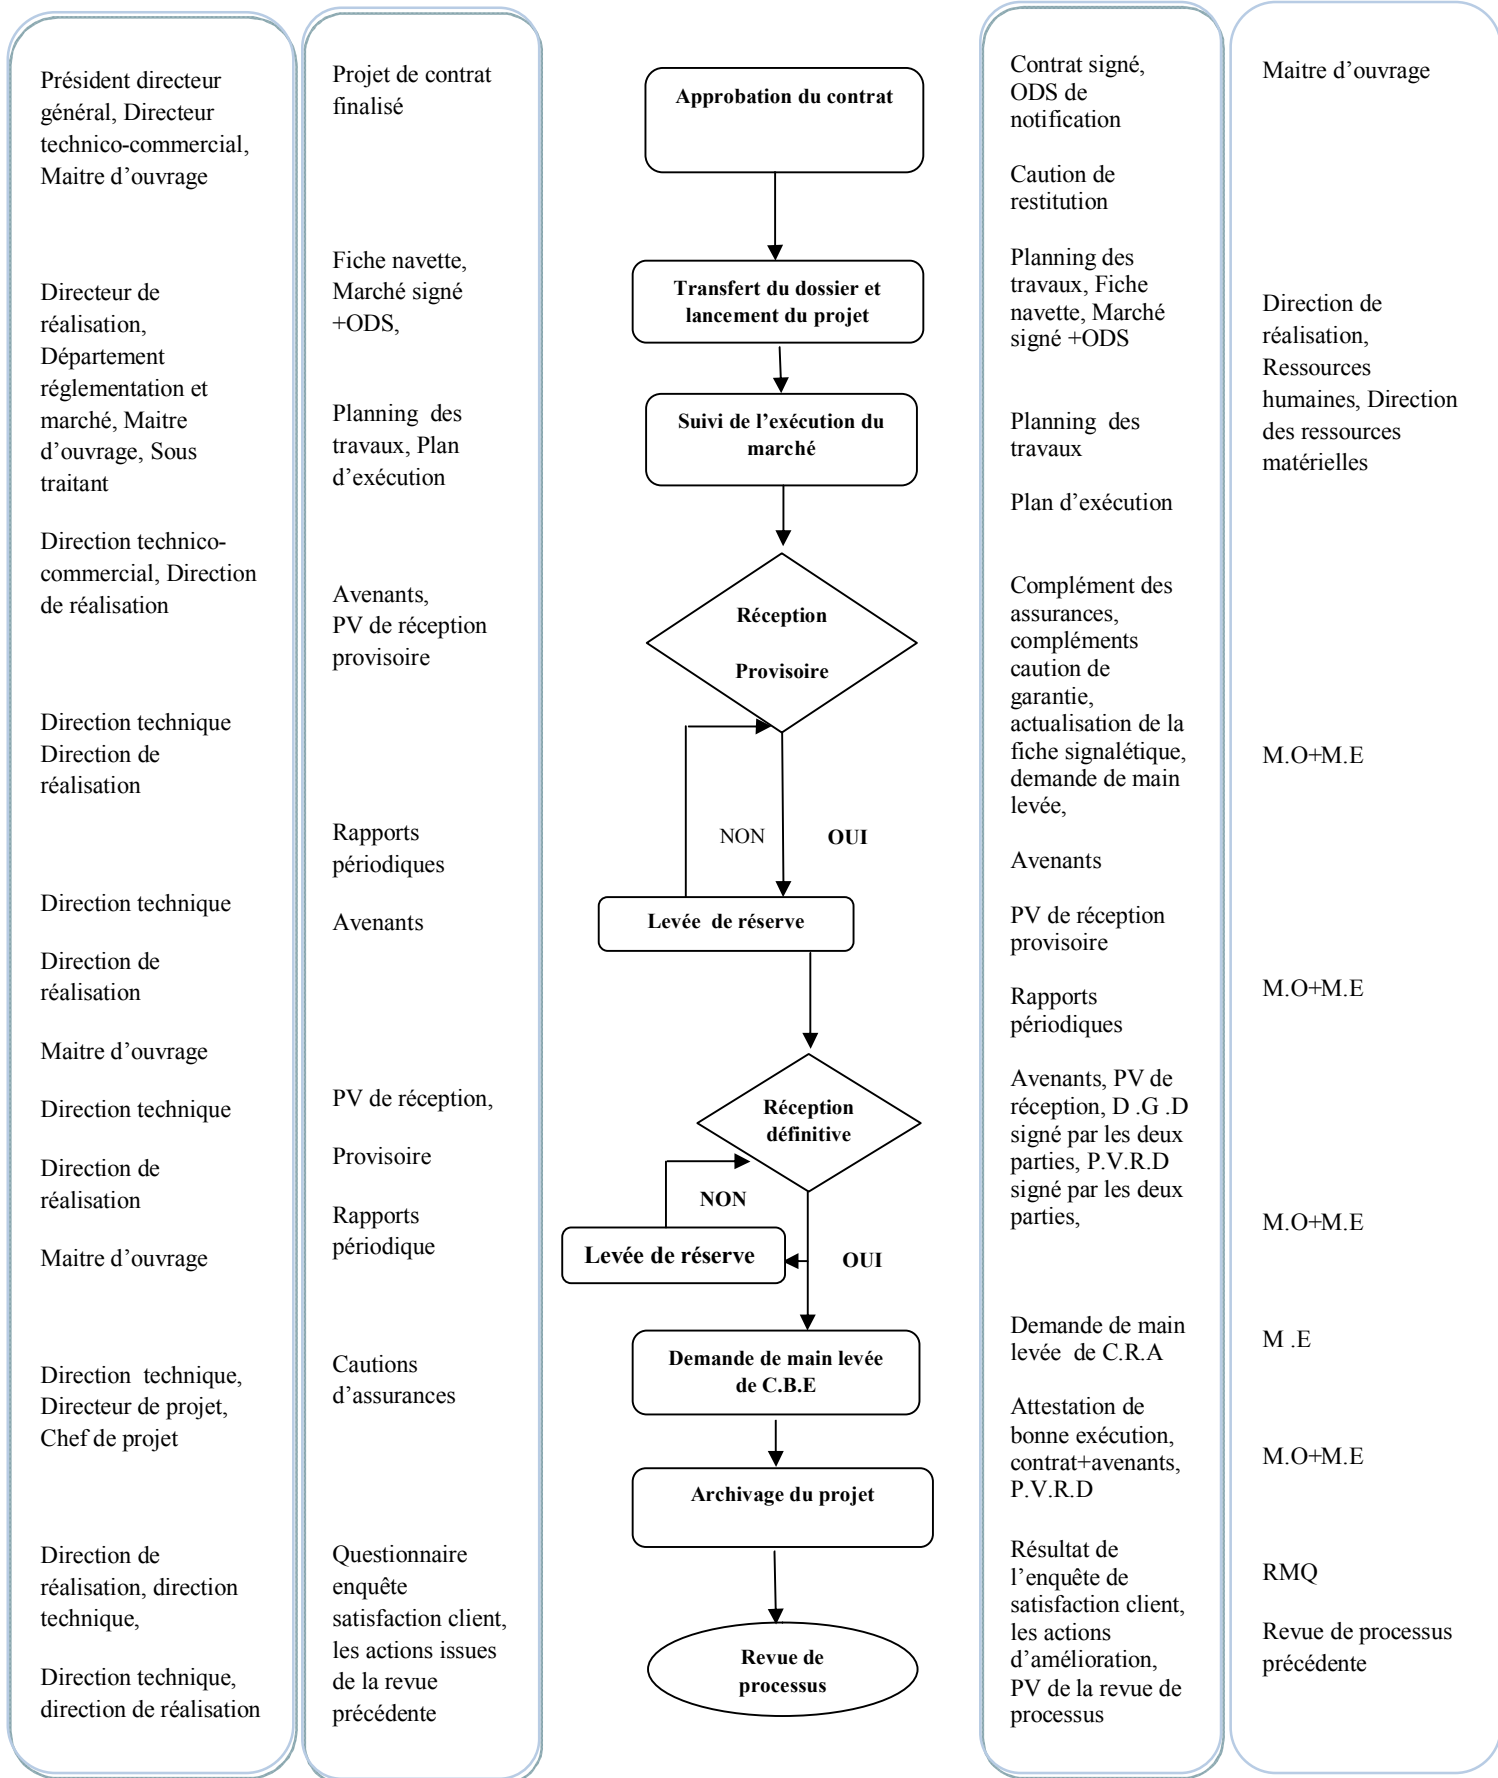 Président directeur
général, Directeur
technico-commercial,
Maitre d’ouvrage
Directeur de
réalisation,
Département
réglementation et
marché, Maitre
d’ouvrage, Sous
traitant
Direction technico-
commercial, Direction
de réalisation
Direction technique
Direction de
réalisation
Direction technique
Direction de
réalisation
Maitre d’ouvrage
Direction technique
Direction de
réalisation
Maitre d’ouvrage
Direction  technique,
Directeur de projet,
Chef de projet
Direction de
réalisation, direction
technique,
Direction technique,
direction de réalisation
Projet de contrat
finalisé
Fiche navette,
Marché signé
+ODS,
Planning  des
travaux, Plan
d’exécution
Avenants,
PV de réception
provisoire
Rapports
périodiques
Avenants
PV de réception,
Provisoire
Rapports
périodique
Cautions
d’assurances
Questionnaire
enquête
satisfaction client,
les actions issues
de la revue
précédente
Approbation du contrat
Transfert du dossier et
lancement du projet
Suivi de l’exécution du
marché
Réception
Provisoire
NON
OUI
Levée  de réserve
Réception
définitive
NON
Levée de réserve
OUI
Demande de main levée
de C.B.E
Archivage du projet
Revue de
processus
Contrat signé,
ODS de
notification
Caution de
restitution
Planning des
travaux, Fiche
navette, Marché
signé +ODS
Planning  des
travaux
Plan d’exécution
Complément des
assurances,
compléments
caution de
garantie,
actualisation de la
fiche signalétique,
demande de main
levée,
Avenants
PV de réception
provisoire
Rapports
périodiques
Avenants, PV de
réception, D .G .D
signé par les deux
parties, P.V.R.D
signé par les deux
parties,
Demande de main
levée  de C.R.A
Attestation de
bonne exécution,
contrat+avenants,
P.V.R.D
Résultat de
l’enquête de
satisfaction client,
les actions
d’amélioration,
PV de la revue de
processus
Maitre d’ouvrage
Direction de
réalisation,
Ressources
humaines, Direction
des ressources
matérielles
M.O+M.E
M.O+M.E
M.O+M.E
M .E
M.O+M.E
RMQ
Revue de processus
précédente